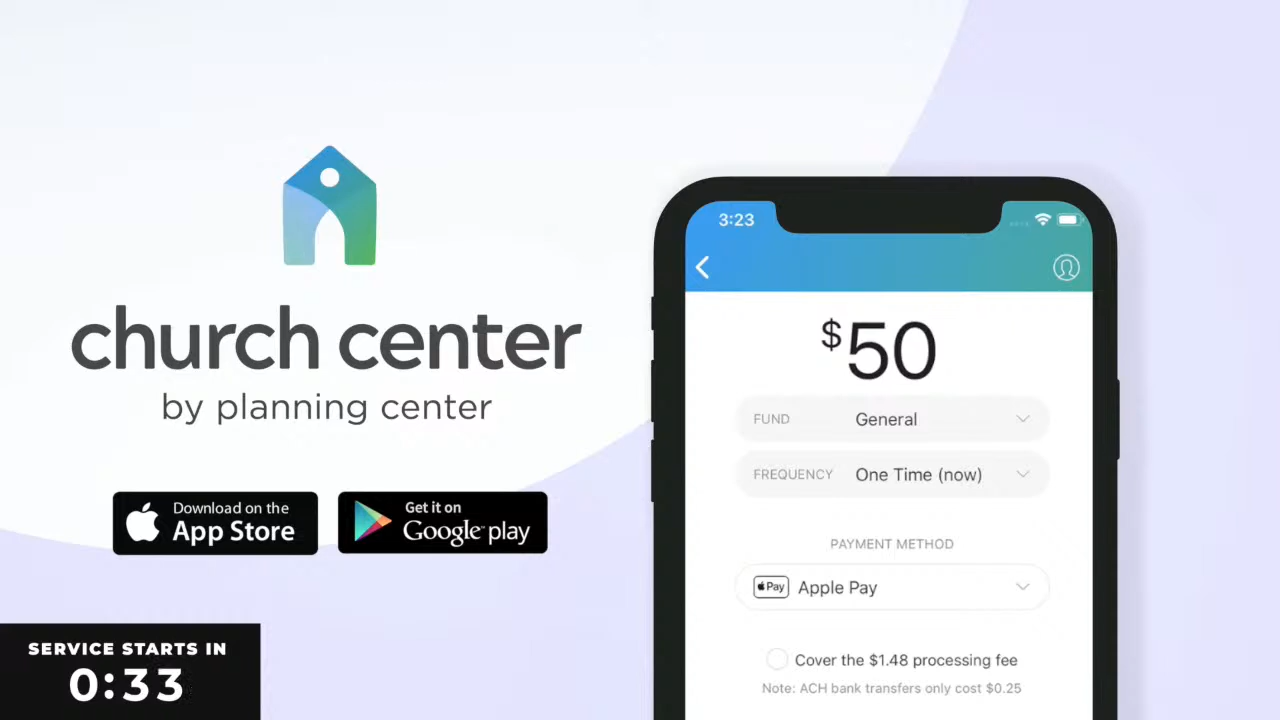 church center
by planning center
Download on the
App Store
Get it on
Google play
SERVICE STARTS IN
0:33
3:23
$50
FUND General
FREQUENCY One Time (now)
PAYMENT METHOD
Pay Apple Pay
Cover the $1.48 processing fee
Note: ACH bank transfers only cost $0.25